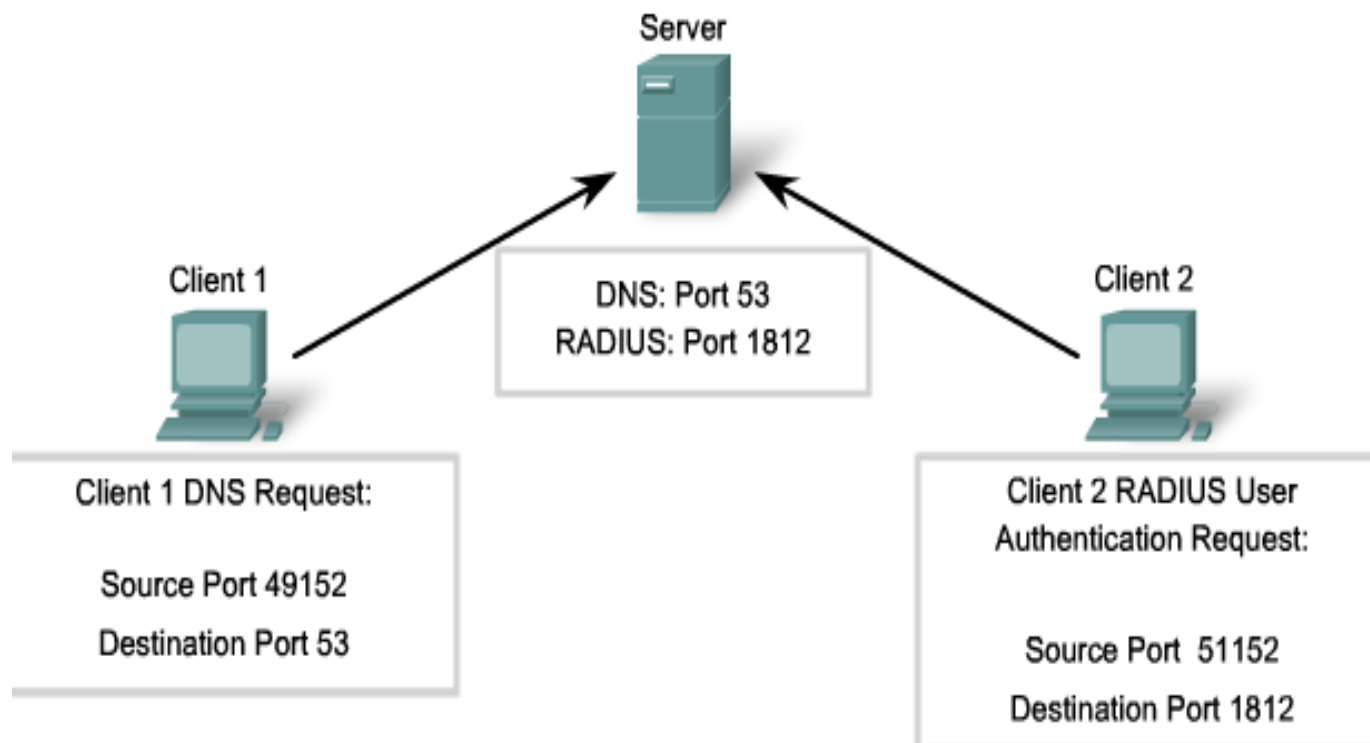 Server
Client 1
DNS: Port 53
RADIUS: Port 1812
Client 2
Client 1 DNS Request:
Source Port 49152
Destination Port 53
Client 2 RADIUS User
Authentication Request:
Source Port 51152
Destination Port 1812